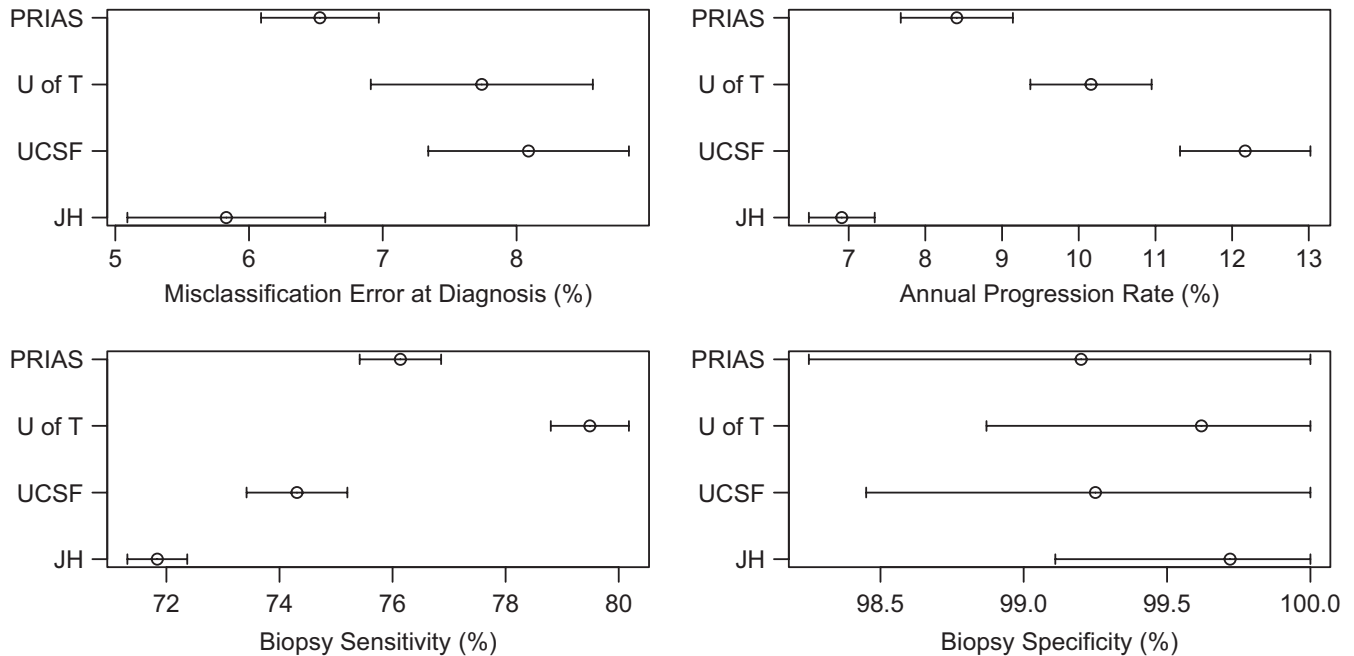 PRIAS
U of T
UCSF
JH
5 6 7 8
Misclassification Error at Diagnosis (%)
PRIAS
U of T
UCSF
JH
7 8 9 10 11 12 13
Annual Progression Rate (%)
PRIAS
U of T
UCSF
JH
72 74 76 78 80
Biopsy Sensitivity (%)
PRIAS
U of T
UCSF
JH
98.5 99.0 99.5 100.0
Biopsy Specificity (%)